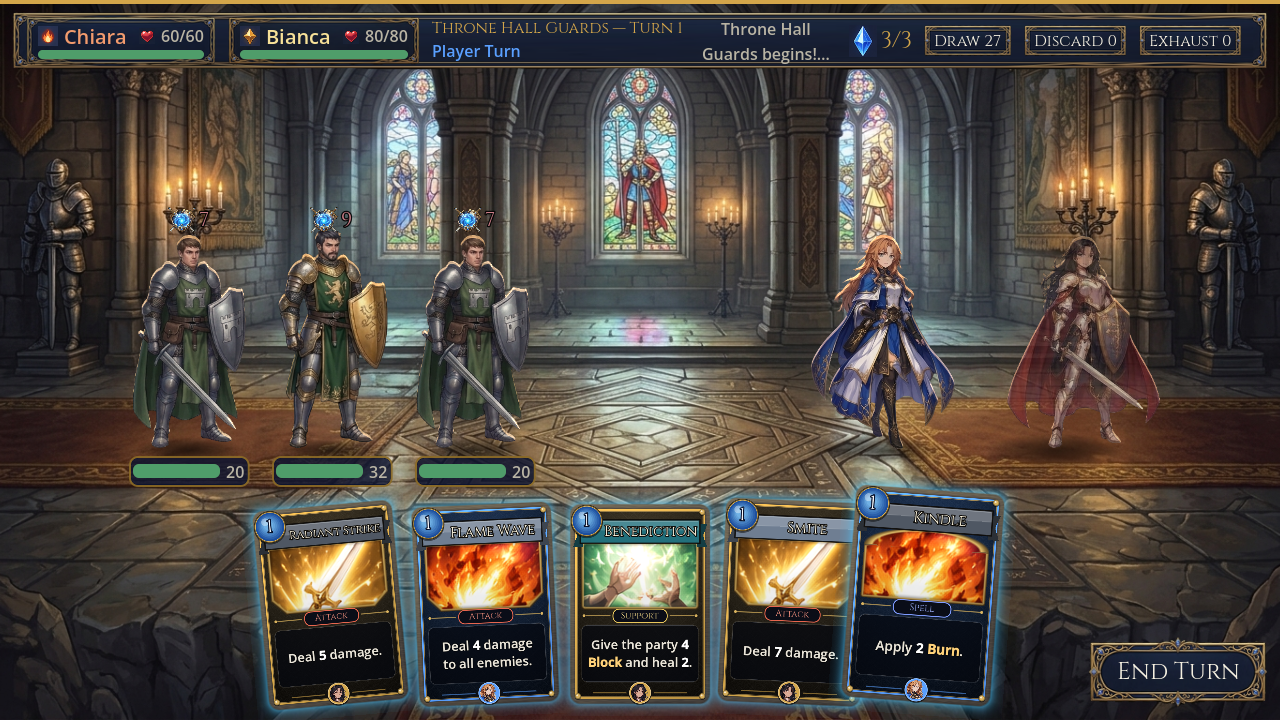 Chiara 60/60
Bianca 80/80
Throne Hall Guards — Turn 1
Player Turn
Throne Hall
Guards begins!...
3/3
Draw 27
Discard 0
Exhaust 0
7
9
7
20
32
20
1
Radiant Strike
Attack
Deal 5 damage.
1
Flame Wave
Attack
Deal 4 damage
to all enemies.
1
Benediction
Support
Give the party 4
Block and heal 2.
1
Smite
Attack
Deal 7 damage.
1
Kindle
Spell
Apply 2 Burn.
End Turn